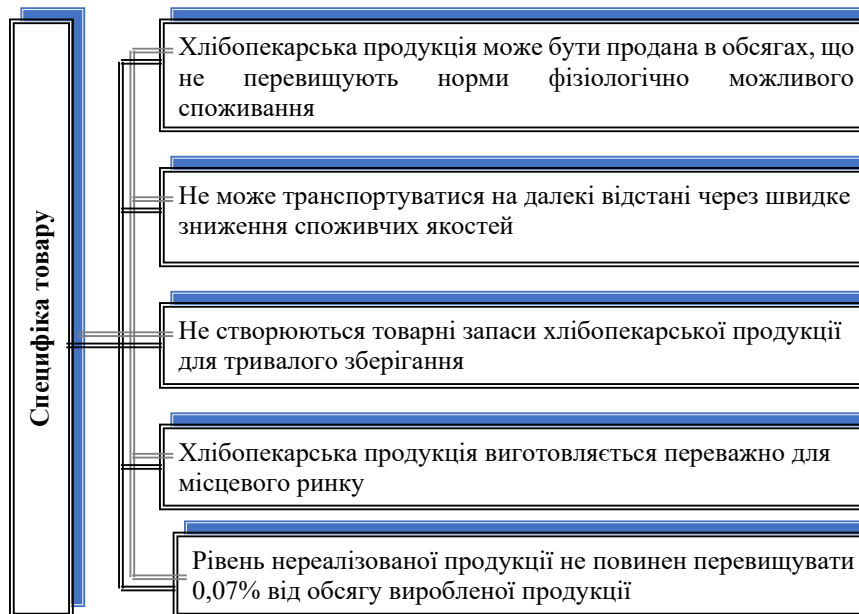 Специфіка товару
Хлібопекарська продукція може бути продана в обсягах, що
не перевищують норми фізіологічно можливого
споживання
Не може транспортуватися на далекі відстані через швидке
зниження споживчих якостей
Не створюються товарні запаси хлібопекарської продукції
для тривалого зберігання
Хлібопекарська продукція виготовляється переважно для
місцевого ринку
Рівень нереалізованої продукції не повинен перевищувати
0,07% від обсягу виробленої продукції